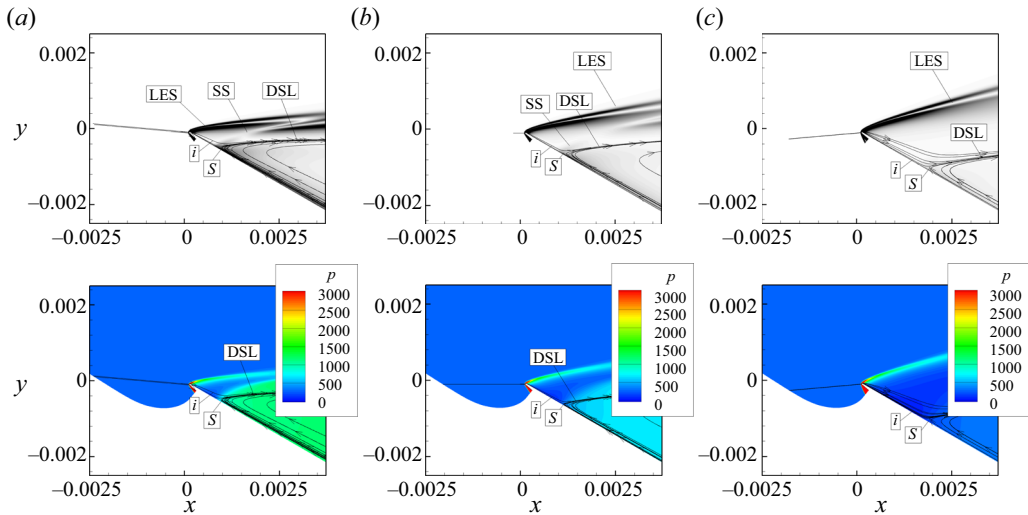 (a) (b) (c)
0.002 0.002 0.002
LES SS DSL LES LES
SS DSL DSL
y 0 0 0
i S i S i S
–0.002 –0.002 –0.002
–0.0025 0 0.0025 –0.0025 0 0.0025 –0.0025 0 0.0025
p p p
0.002 3000 0.002 3000 0.002 3000
2500 2500 2500
2000 2000 2000
1500 1500 1500
DSL 1000 DSL 1000 1000
500 500 500
y 0 0 0 0 0 0
i S i S i S
–0.002 –0.002 –0.002
–0.0025 0 0.0025 –0.0025 0 0.0025 –0.0025 0 0.0025
x x x